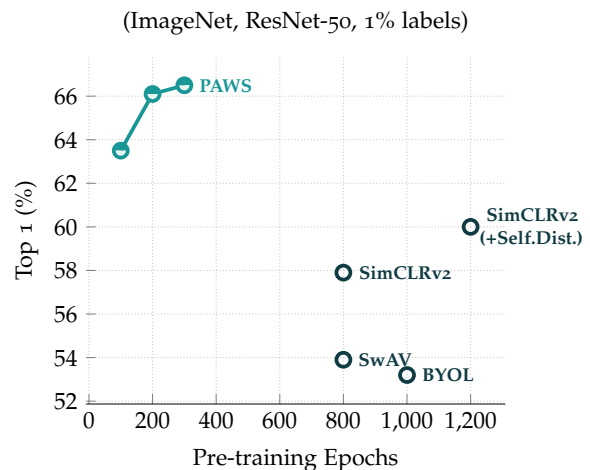 (ImageNet, ResNet-50, 1% labels)
Top 1 (%)
66
64
62
60
58
56
54
52
PAWS
SimCLRv2
(+Self.Dist.)
SimCLRv2
SwAV
BYOL
0 200 400 600 800 1,000 1,200
Pre-training Epochs